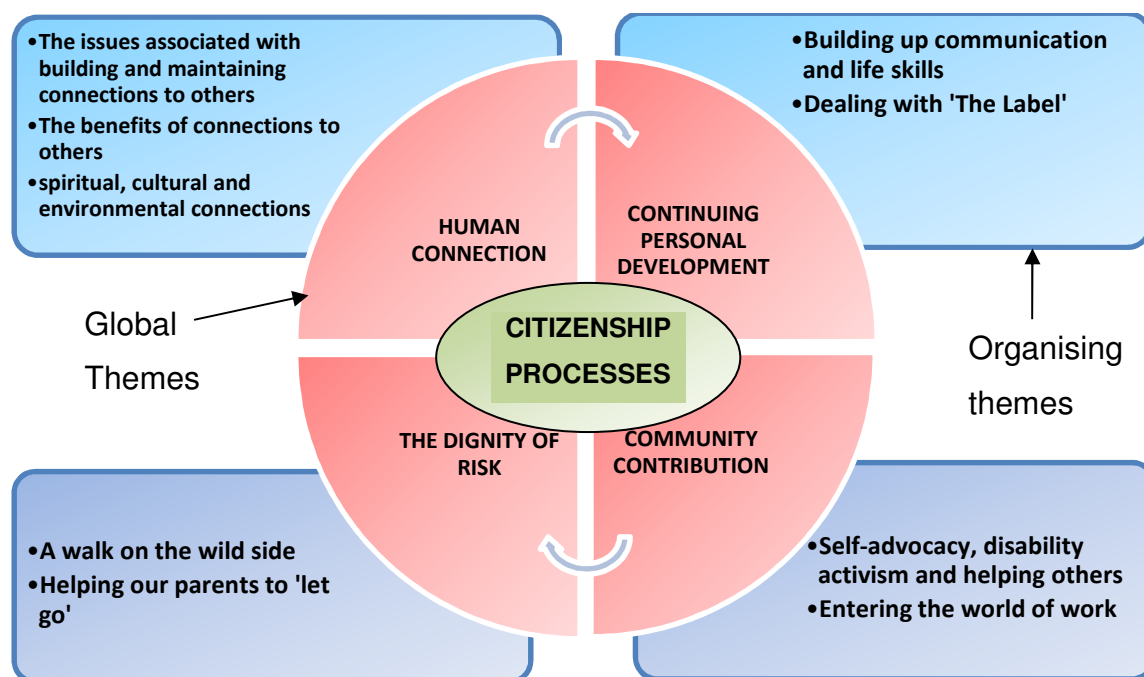 •The issues associated with
building and maintaining
connections to others
•The benefits of connections to
others
•spiritual, cultural and
environmental connections
•Building up communication
and life skills
•Dealing with 'The Label'
HUMAN
CONNECTION
CONTINUING
PERSONAL
DEVELOPMENT
Global
Themes
CITIZENSHIP
PROCESSES
Organising
themes
THE DIGNITY OF
RISK
COMMUNITY
CONTRIBUTION
•A walk on the wild side
•Helping our parents to 'let
go'
•Self-advocacy, disability
activism and helping others
•Entering the world of work